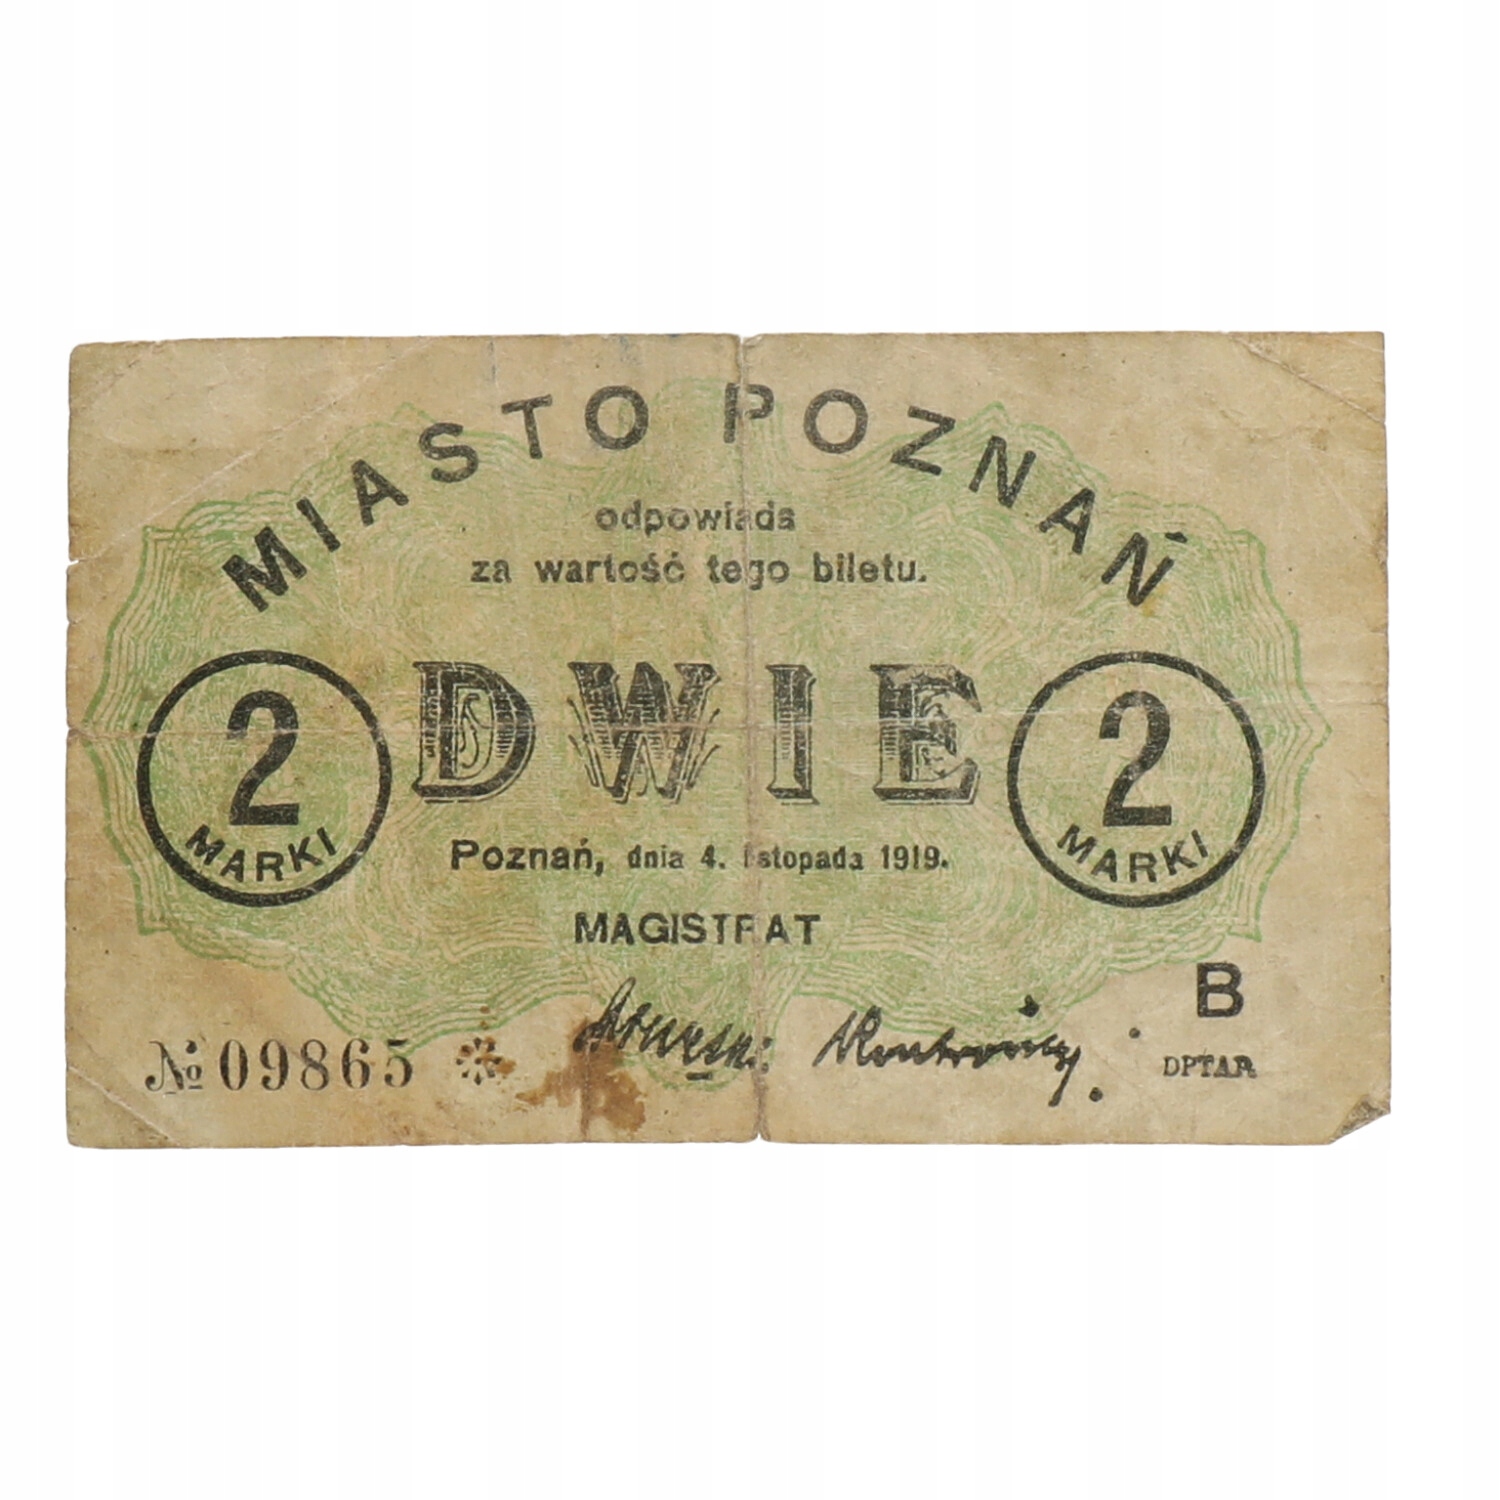 MIASTO POZNAŃ
odpowiada
za wartość tego biletu.
2 MARKI
DWIE
2 MARKI
Poznań, dnia 4. listopada 1919.
MAGISTRAT
B
№ 09865
DPTAR